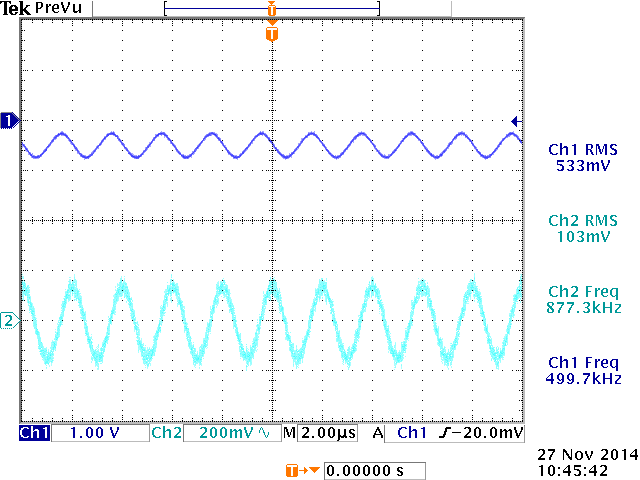 Tek PreVu
T
T
1
Ch1 RMS
533mV
Ch2 RMS
103mV
Ch2 Freq
877.3kHz
2
Ch1 Freq
499.7kHz
Ch1 1.00 V Ch2 200mV∿ M 2.00µs A Ch1 ƒ −20.0mV
27 Nov 2014
10:45:42
T→▼ 0.00000 s